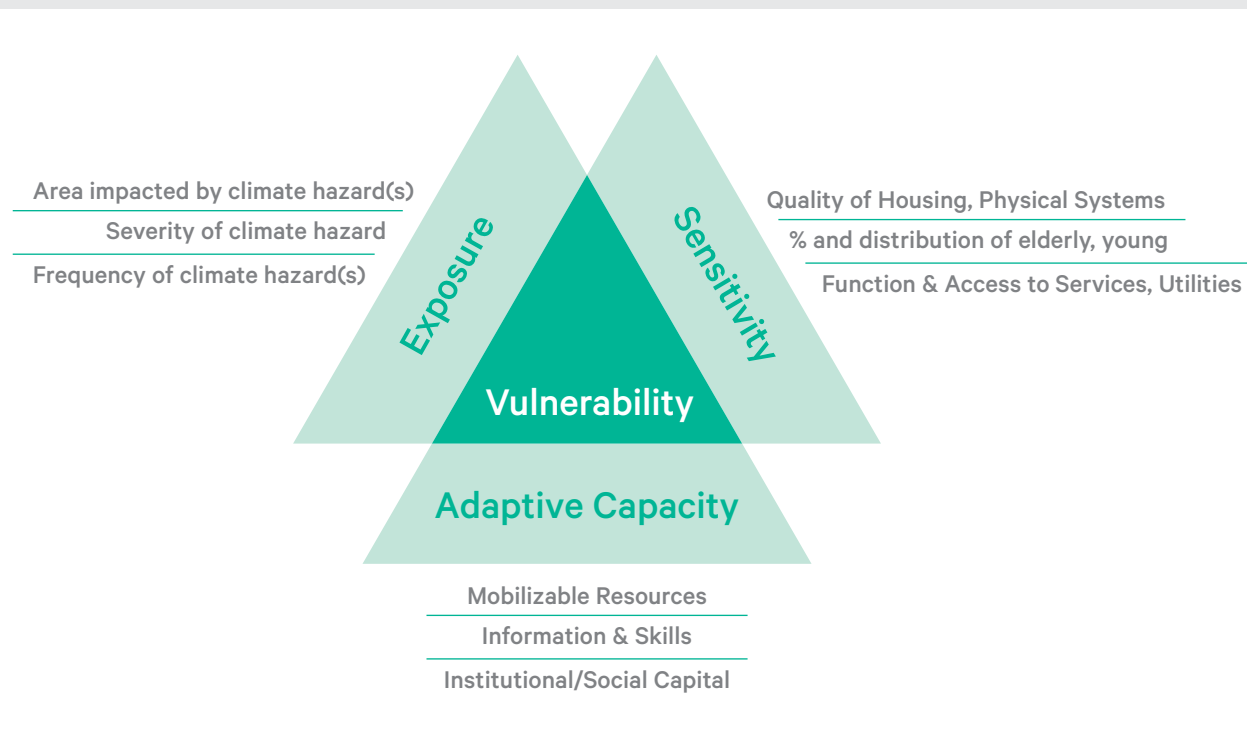 Area impacted by climate hazard(s)
Severity of climate hazard
Frequency of climate hazard(s)
Exposure
Sensitivity
Quality of Housing, Physical Systems
% and distribution of elderly, young
Function & Access to Services, Utilities
Vulnerability
Adaptive Capacity
Mobilizable Resources
Information & Skills
Institutional/Social Capital